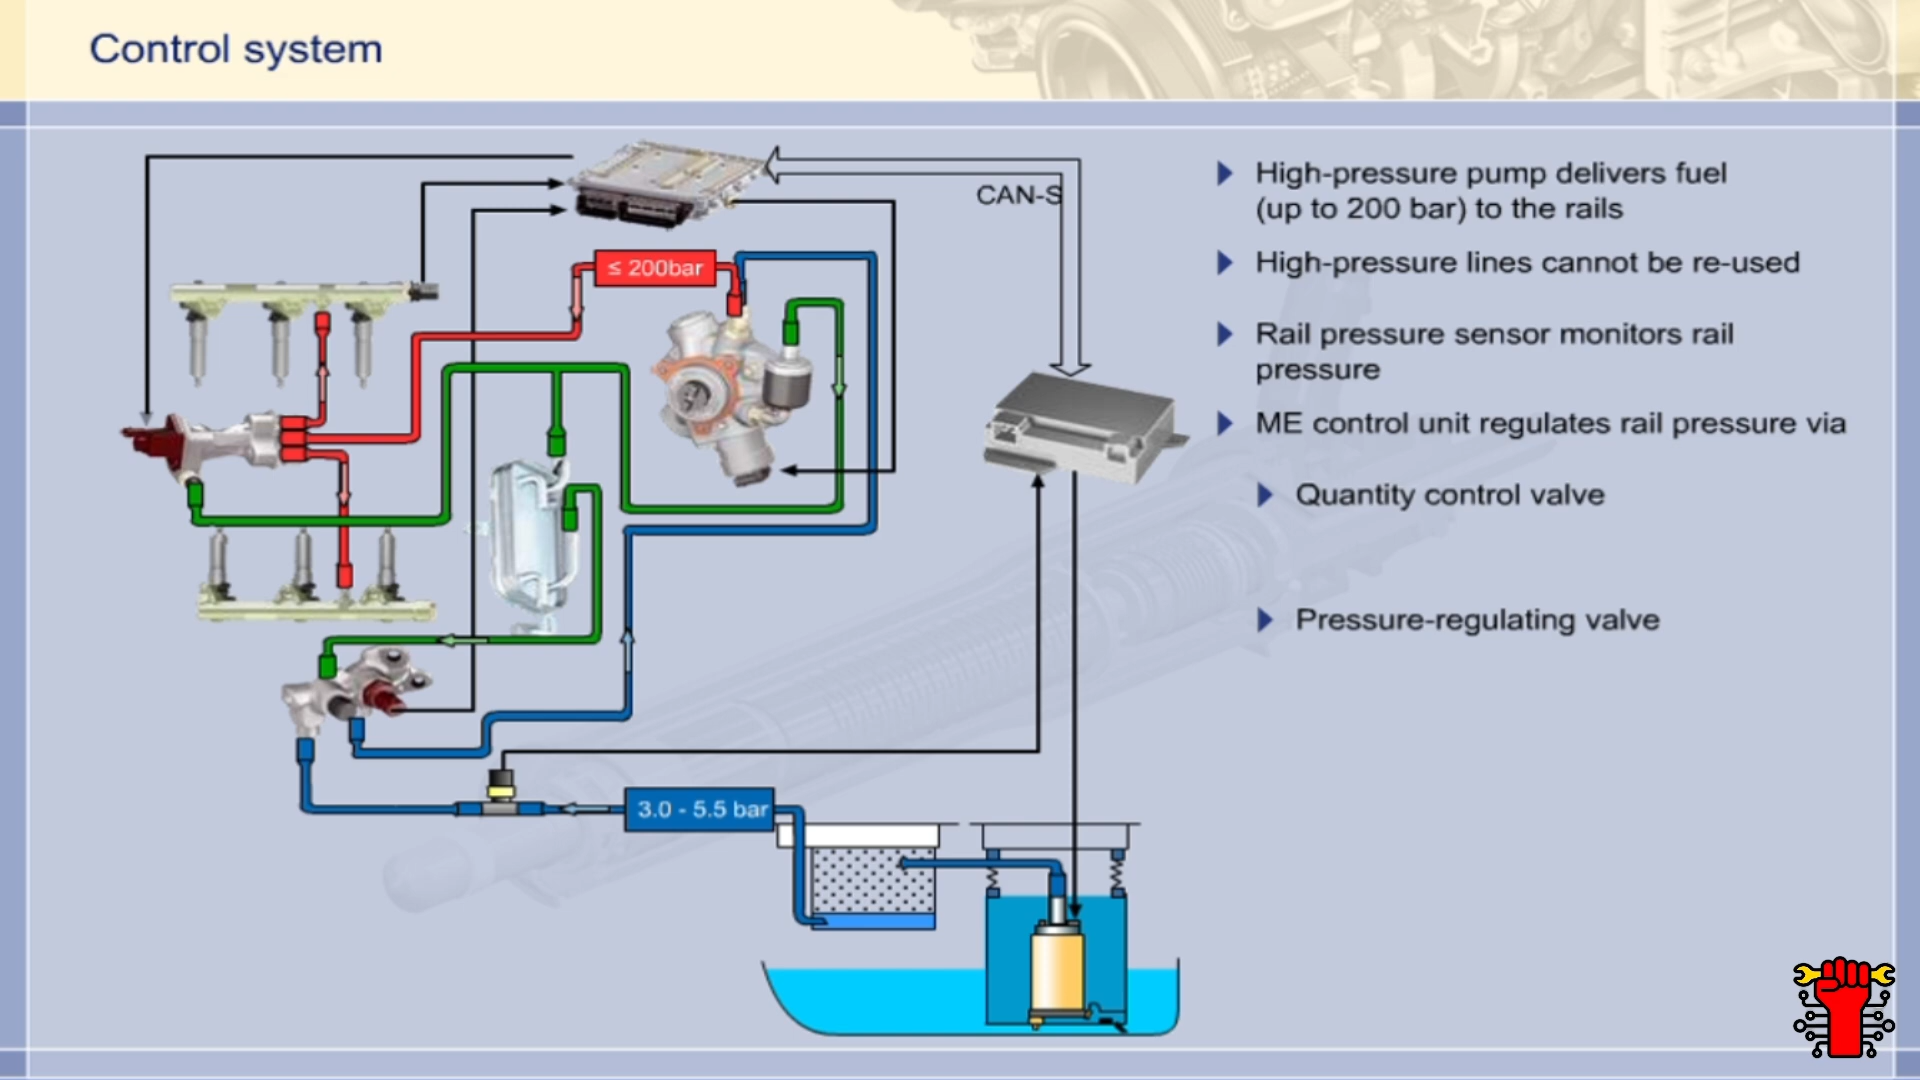 Control system
CAN-S
≤ 200bar
3.0 - 5.5 bar
High-pressure pump delivers fuel
(up to 200 bar) to the rails
High-pressure lines cannot be re-used
Rail pressure sensor monitors rail
pressure
ME control unit regulates rail pressure via
Quantity control valve
Pressure-regulating valve